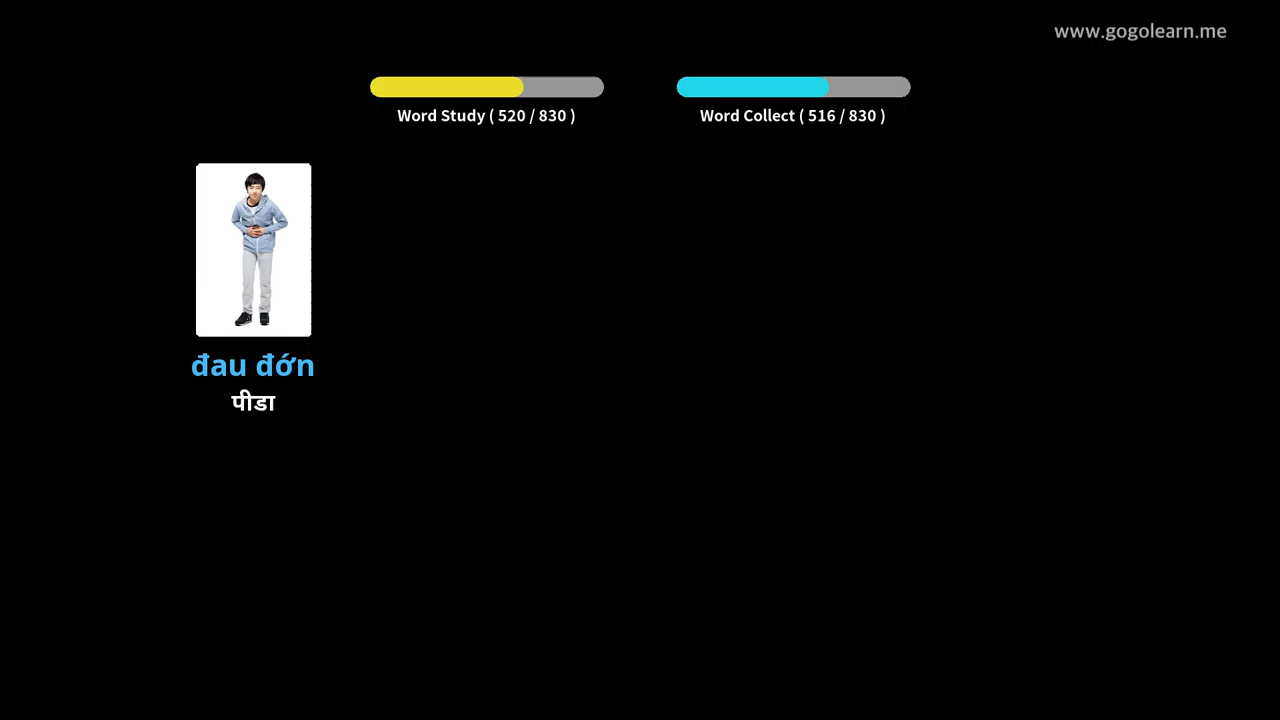 www.gogolearn.me
Word Study ( 520 / 830 )
Word Collect ( 516 / 830 )
đau đớn
पीडा